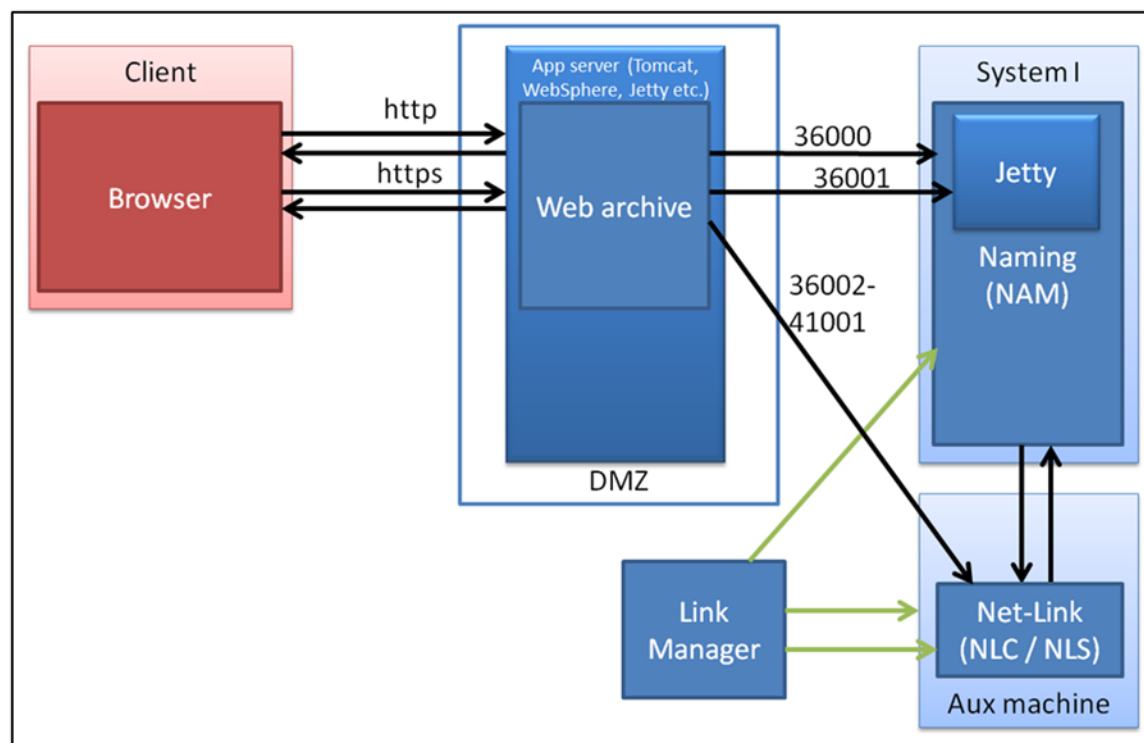 Client
Browser
http
https
App server (Tomcat,
WebSphere, Jetty etc.)
Web archive
DMZ
36000
36001
36002-
41001
System I
Jetty
Naming
(NAM)
Link
Manager
Net-Link
(NLC / NLS)
Aux machine